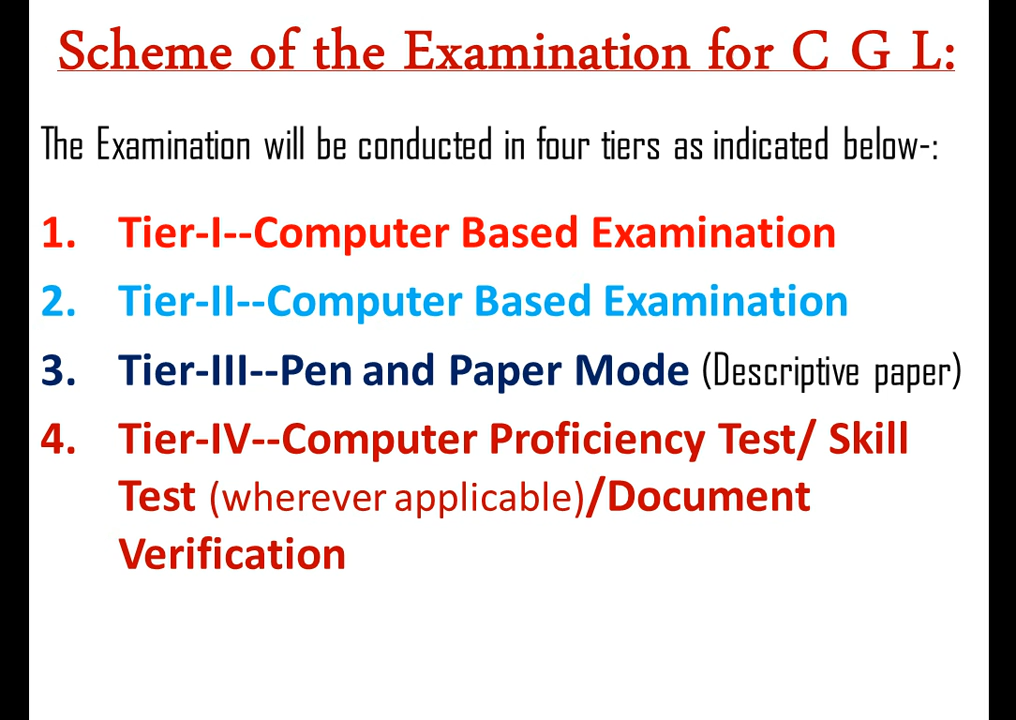 Scheme of the Examination for C G L:
The Examination will be conducted in four tiers as indicated below-:
1. Tier-I--Computer Based Examination
2. Tier-II--Computer Based Examination
3. Tier-III--Pen and Paper Mode (Descriptive paper)
4. Tier-IV--Computer Proficiency Test/ Skill
Test (wherever applicable)/Document
Verification